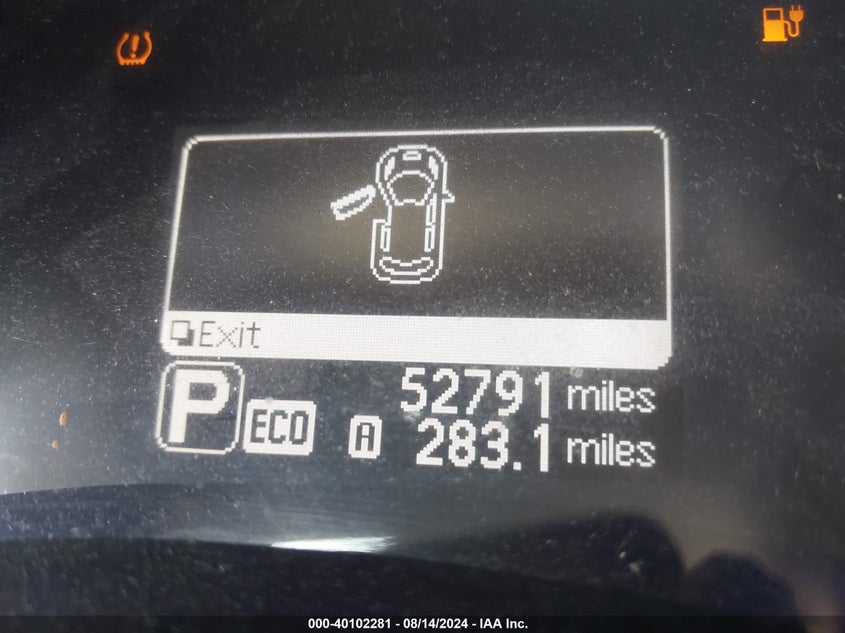 Exit
P ECO 52791 miles
A 283.1 miles
000-40102281 - 08/14/2024 - IAA Inc.